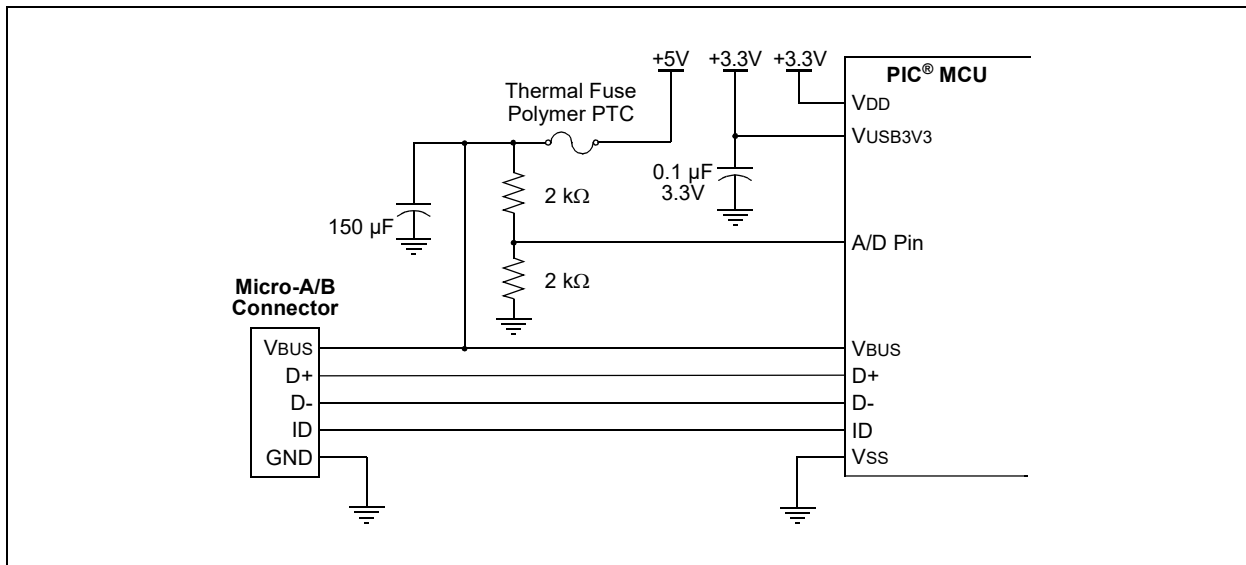 +5V
+3.3V
+3.3V
PIC® MCU
Thermal Fuse
Polymer PTC
VDD
VUSB3V3
2 kΩ
0.1 µF
3.3V
150 µF
A/D Pin
2 kΩ
Micro-A/B
Connector
VBUS
VBUS
D+
D+
D-
D-
ID
ID
GND
VSS